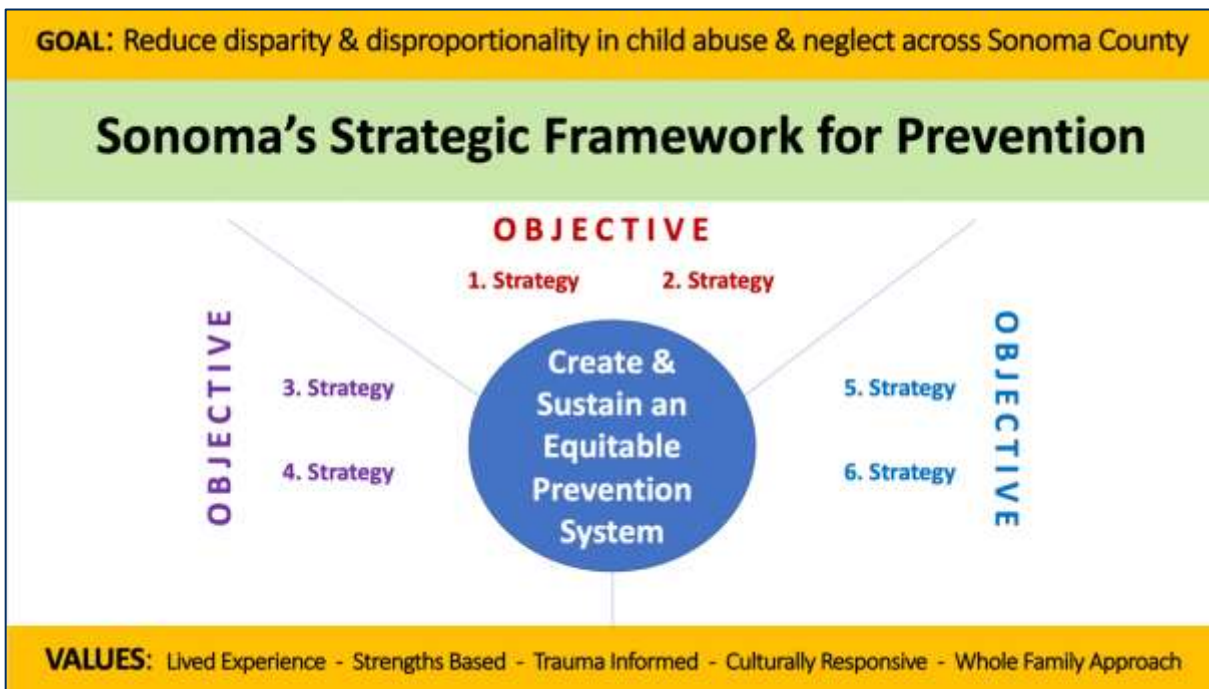 GOAL: Reduce disparity & disproportionality in child abuse & neglect across Sonoma County
Sonoma's Strategic Framework for Prevention
OBJECTIVE
1. Strategy
2. Strategy
OBJECTIVE
3. Strategy
4. Strategy
Create &
Sustain an
Equitable
Prevention
System
5. Strategy
6. Strategy
OBJECTIVE
VALUES: Lived Experience - Strengths Based - Trauma Informed - Culturally Responsive - Whole Family Approach